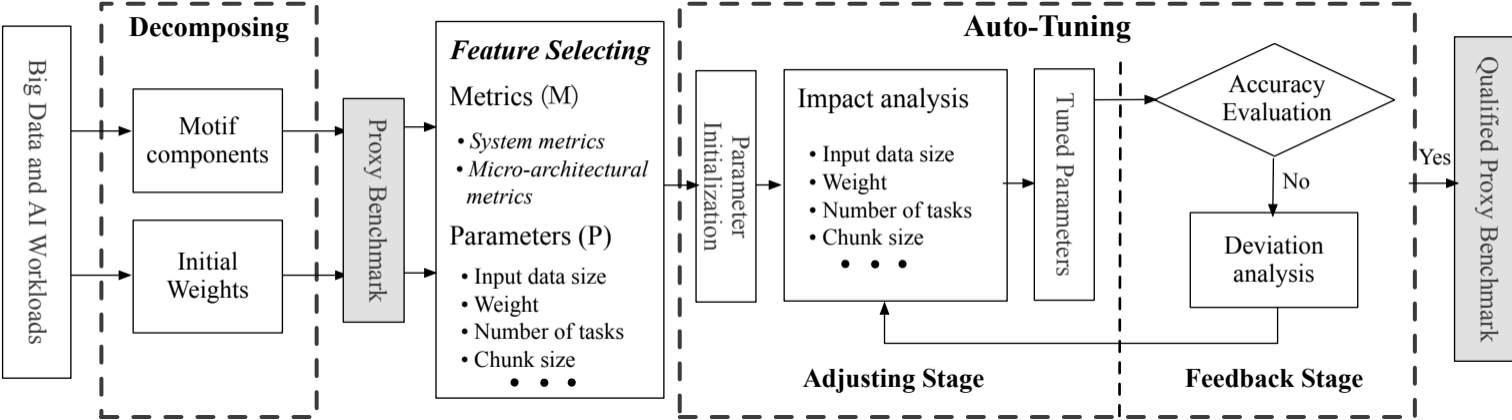 Big Data and AI Workloads
Decomposing
Motif
components
Initial
Weights
Proxy Benchmark
Feature Selecting
Metrics (M)
• System metrics
• Micro-architectural
metrics
Parameters (P)
• Input data size
• Weight
• Number of tasks
• Chunk size
• • •
Auto-Tuning
Parameter
Initialization
Impact analysis
• Input data size
• Weight
• Number of tasks
• Chunk size
• • •
Tuned Parameters
Adjusting Stage
Accuracy
Evaluation
No
Deviation
analysis
Feedback Stage
Yes
Qualified Proxy Benchmark